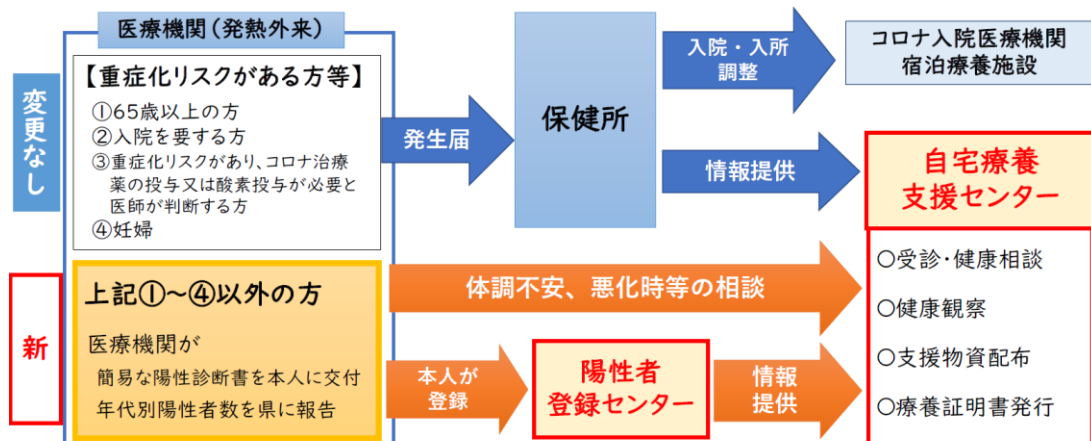 医療機関（発熱外来）
変更なし
【重症化リスクがある方等】
①65歳以上の方
②入院を要する方
③重症化リスクがあり、コロナ治療
薬の投与又は酸素投与が必要と
医師が判断する方
④妊婦
発生届
保健所
入院・入所
調整
コロナ入院医療機関
宿泊療養施設
情報提供
自宅療養
支援センター
○受診・健康相談
○健康観察
○支援物資配布
○療養証明書発行
新
上記①～④以外の方
医療機関が
簡易な陽性診断書を本人に交付
年代別陽性者数を県に報告
体調不安、悪化時等の相談
本人が
登録
陽性者
登録センター
情報
提供